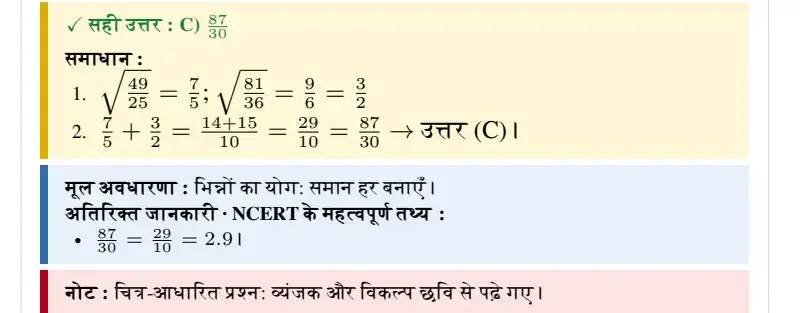 ✓ सही उत्तर : C) 87/30
समाधान :
1. √(49/25) = 7/5; √(81/36) = 9/6 = 3/2
2. 7/5 + 3/2 = (14+15)/10 = 29/10 = 87/30 → उत्तर (C)।
मूल अवधारणा : भिन्नों का योग: समान हर बनाएँ।
अतिरिक्त जानकारी · NCERT के महत्वपूर्ण तथ्य :
• 87/30 = 29/10 = 2.9।
नोट : चित्र-आधारित प्रश्न: व्यंजक और विकल्प छवि से पढ़े गए।